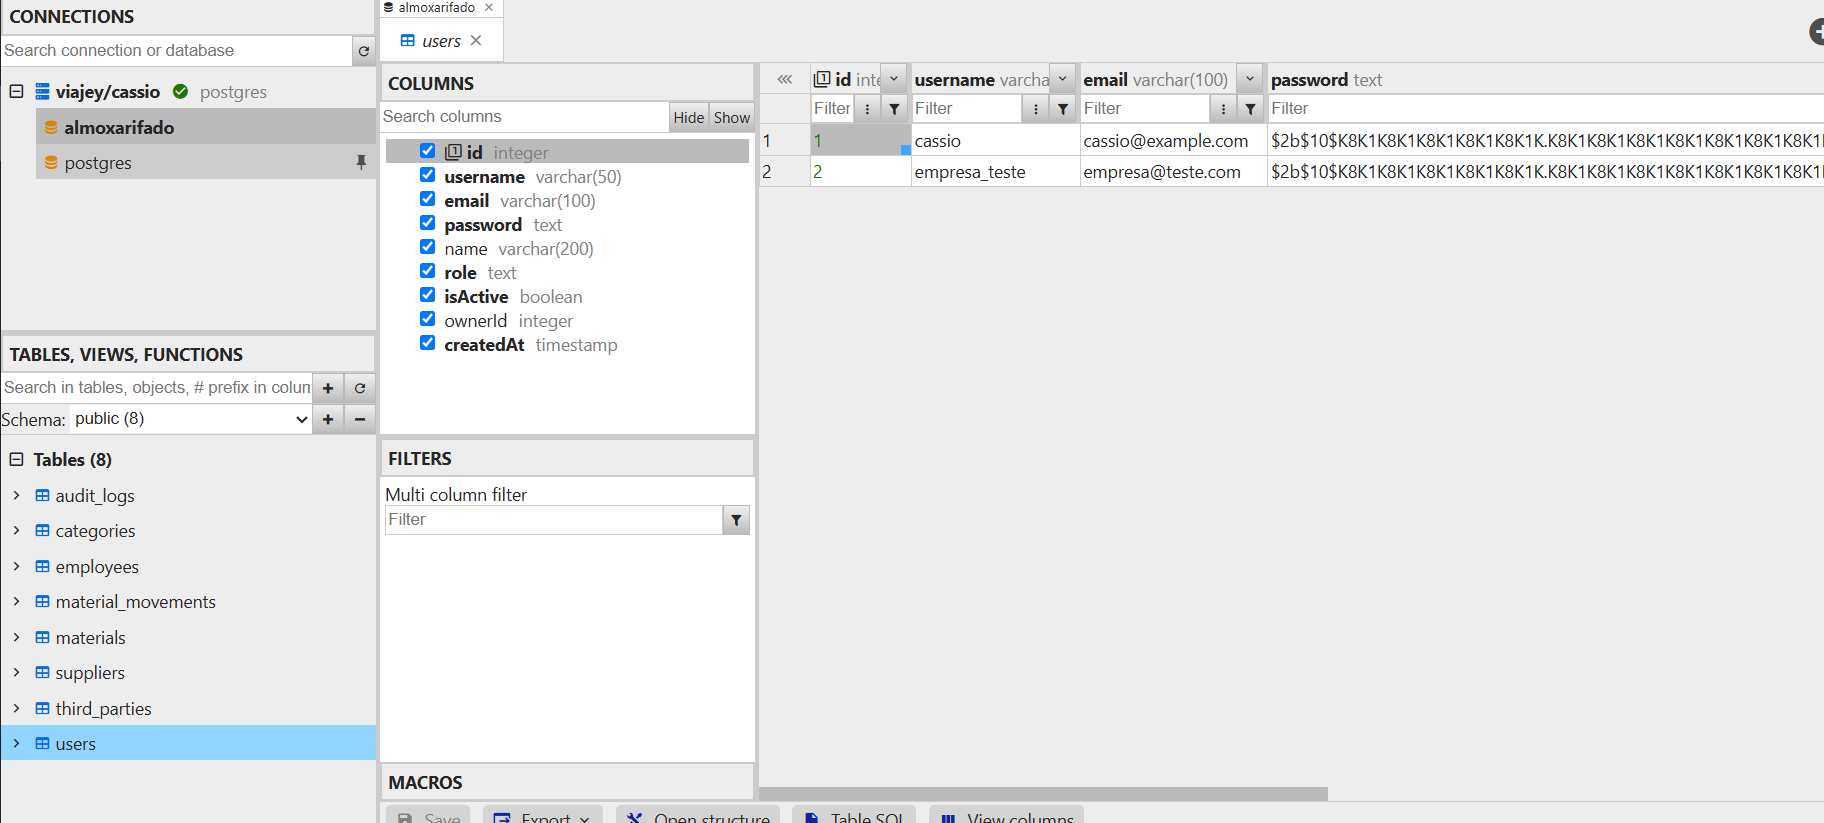 CONNECTIONS
Search connection or database
viajey/cassio postgres
almoxarifado
postgres
TABLES, VIEWS, FUNCTIONS
Search in tables, objects, # prefix in colun
Schema: public (8)
Tables (8)
audit_logs
categories
employees
material_movements
materials
suppliers
third_parties
users
almoxarifado
users
COLUMNS
Search columns Hide Show
id integer
username varchar(50)
email varchar(100)
password text
name varchar(200)
role text
isActive boolean
ownerId integer
createdAt timestamp
FILTERS
Multi column filter
Filter
MACROS
id inte username varcha email varchar(100) password text
Filter Filter Filter Filter
1 1 cassio cassio@example.com $2b$10$K8K1K8K1K8K1K8K1K8K1K.K8K1K8K1K8K1K8K1K8K1K8K1K8K1
2 2 empresa_teste empresa@teste.com $2b$10$K8K1K8K1K8K1K8K1K8K1K.K8K1K8K1K8K1K8K1K8K1K8K1K8K1
Save Export Open structure Table SQL View columns